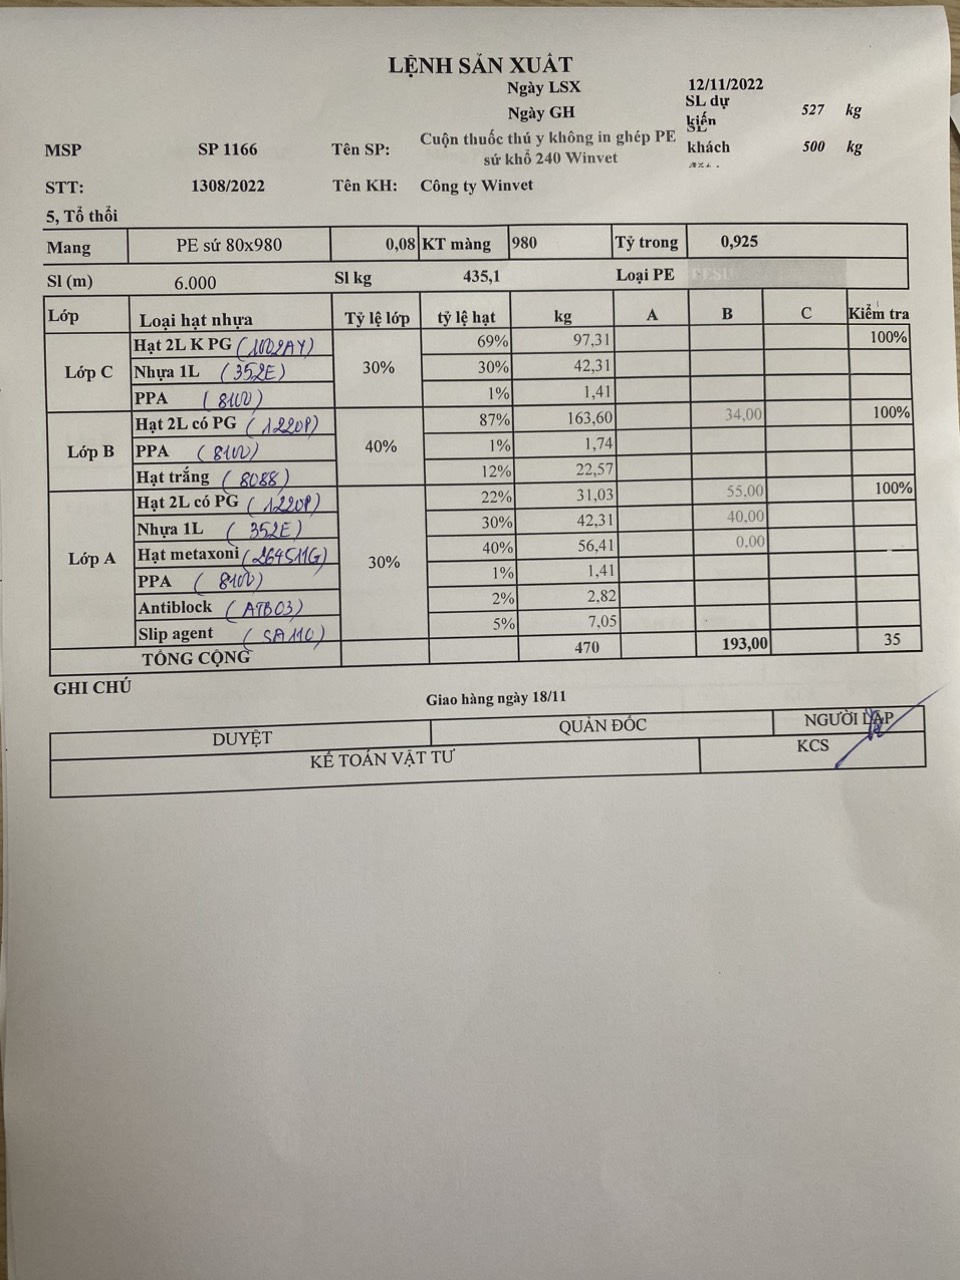 LỆNH SẢN XUẤT
Ngày LSX 12/11/2022
Ngày GH SL dự kiến 527 kg
MSP SP 1166 Tên SP: Cuộn thuốc thú y không in ghép PE sứ khổ 240 Winvet SL khách 500 kg
STT: 1308/2022 Tên KH: Công ty Winvet
5, Tổ thổi
Mang PE sứ 80x980 0,08 KT màng 980 Tỷ trong 0,925
Sl (m) 6.000 Sl kg 435,1 Loại PE PESU
Lớp Loại hạt nhựa Tỷ lệ lớp tỷ lệ hạt kg A B C Kiểm tra
Lớp C 30%
Hạt 2L K PG (1002AY) 69% 97,31 100%
Nhựa 1L (352E) 30% 42,31
PPA (8100) 1% 1,41
Lớp B 40%
Hạt 2L có PG (1220P) 87% 163,60 34,00 100%
PPA (8100) 1% 1,74
Hạt trắng (8088) 12% 22,57
Lớp A 30%
Hạt 2L có PG (1220P) 22% 31,03 55,00 100%
Nhựa 1L (352E) 30% 42,31 40,00
Hạt metaxoni (264511G) 40% 56,41 0,00
PPA (8100) 1% 1,41
Antiblock (ATB03) 2% 2,82
Slip agent (SA110) 5% 7,05
TỔNG CỘNG 470 193,00 35
GHI CHÚ
Giao hàng ngày 18/11
DUYỆT QUẢN ĐỐC NGƯỜI LẬP
KẾ TOÁN VẬT TƯ KCS